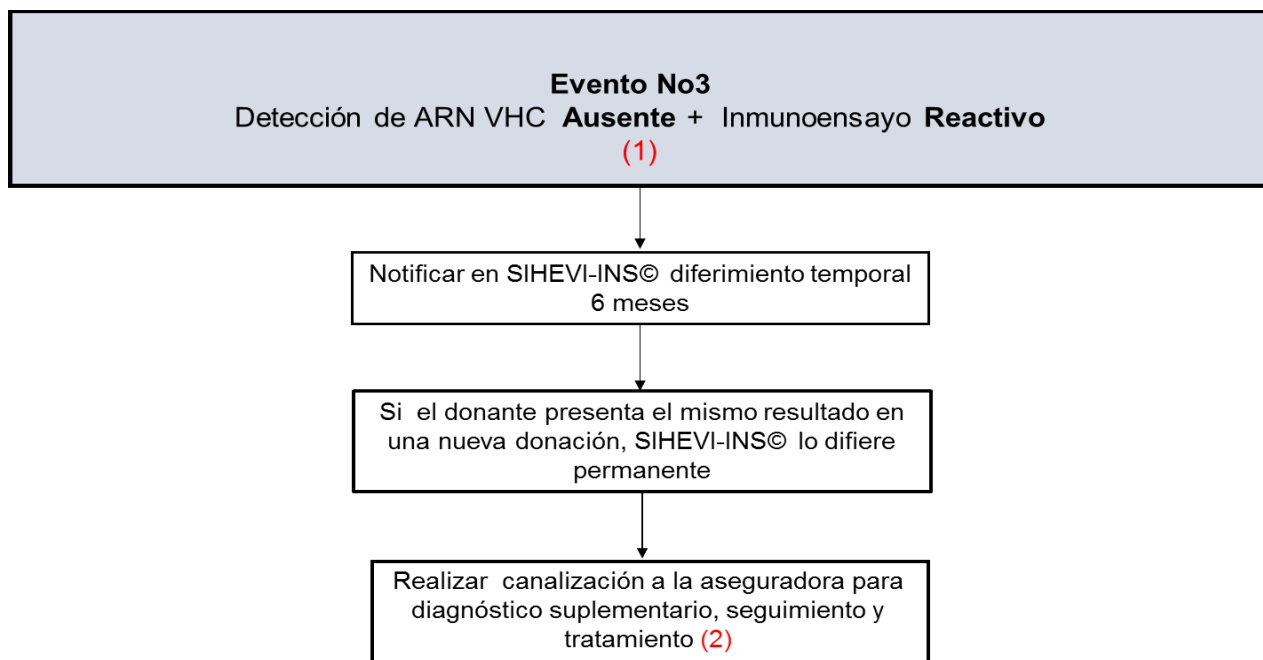 Evento No3
Detección de ARN VHC Ausente + Inmunoensayo Reactivo
(1)
Notificar en SIHEVI-INS© diferimiento temporal
6 meses
Si el donante presenta el mismo resultado en
una nueva donación, SIHEVI-INS© lo difiere
permanente
Realizar canalización a la aseguradora para
diagnóstico suplementario, seguimiento y
tratamiento (2)